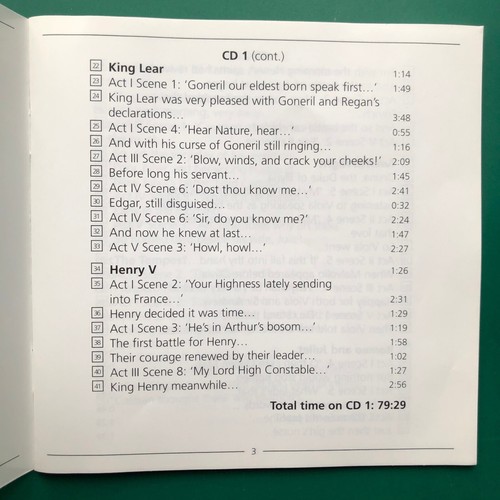 CD 1 (cont.)
22 King Lear 1:14
23 Act I Scene 1: ‘Goneril our eldest born speak first…’ 1:49
24 King Lear was very pleased with Goneril and Regan’s
declarations… 3:48
25 Act I Scene 4: ‘Hear Nature, hear…’ 0:55
26 And with his curse of Goneril still ringing… 1:16
27 Act III Scene 2: ‘Blow, winds, and crack your cheeks!’ 2:09
28 Before long his servant… 1:45
29 Act IV Scene 6: ‘Dost thou know me…’ 2:41
30 Edgar, still disguised… 0:32
31 Act IV Scene 6: ‘Sir, do you know me?’ 2:24
32 And now he knew at last… 1:47
33 Act V Scene 3: ‘Howl, howl…’ 2:27
34 Henry V 1:26
35 Act I Scene 2: ‘Your Highness lately sending
into France…’ 2:31
36 Henry decided it was time… 1:29
37 Act I Scene 3: ‘He’s in Arthur’s bosom…’ 1:19
38 The first battle for Henry… 1:58
39 Their courage renewed by their leader… 1:02
40 Act III Scene 8: ‘My Lord High Constable…’ 1:27
41 King Henry meanwhile… 2:56
Total time on CD 1: 79:29
3